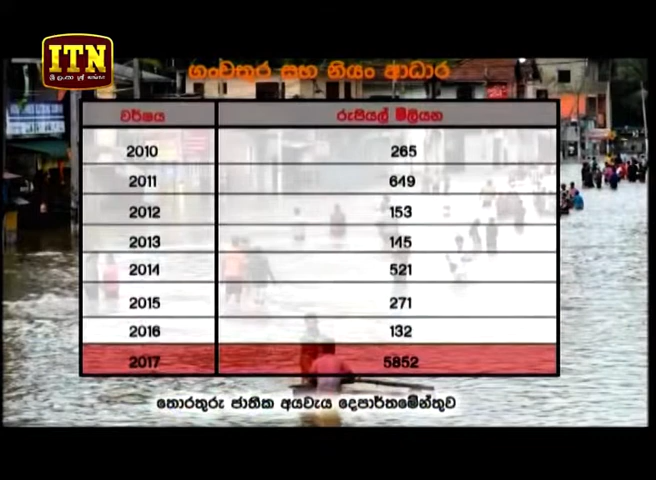 ITN
ගංවතුර සහ නියං ආධාර
වර්ෂය රුපියල් මිලියන
2010 265
2011 649
2012 153
2013 145
2014 521
2015 271
2016 132
2017 5852
තොරතුරු ජාතික අයවැය දෙපාර්තමේන්තුව